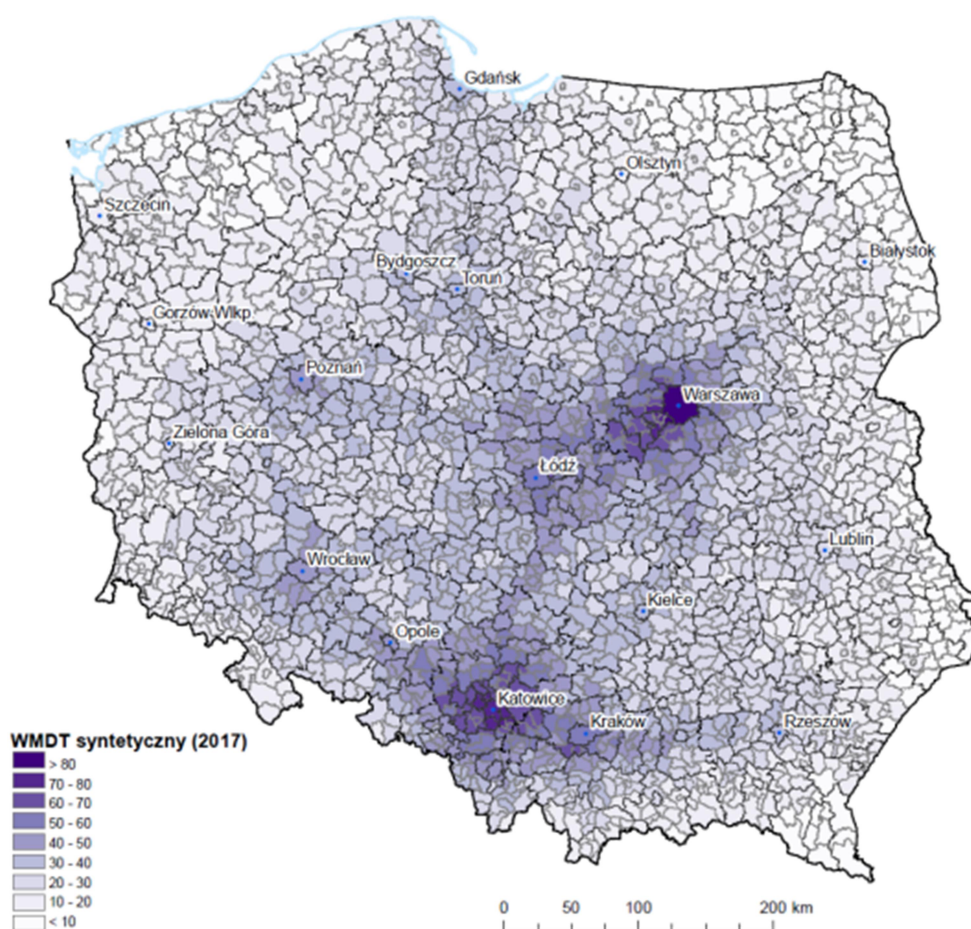 Gdańsk
Olsztyn
Szczecin
Białystok
Bydgoszcz
Toruń
Gorzów Wlkp.
Poznań
Warszawa
Zielona Góra
Łódź
Lublin
Wrocław
Kielce
Opole
Katowice
Kraków
Rzeszów
WMDT syntetyczny (2017)
> 80
70 - 80
60 - 70
50 - 60
40 - 50
30 - 40
20 - 30
10 - 20
< 10
0 50 100 200 km